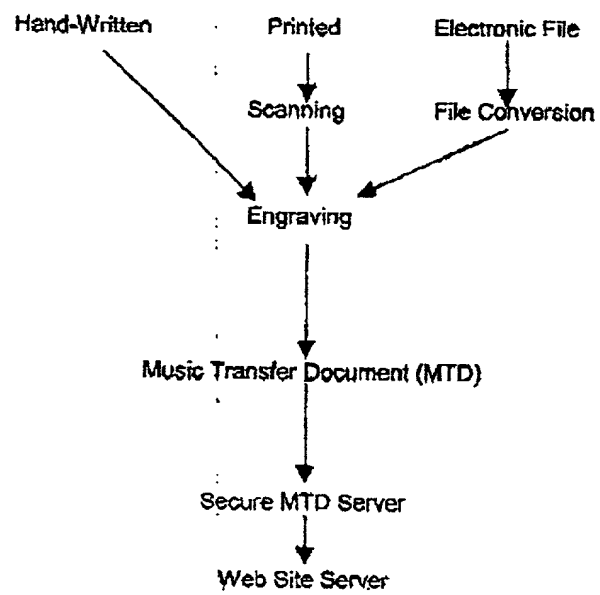 Hand-Written Printed Electronic File
Scanning File Conversion
Engraving
Music Transfer Document (MTD)
Secure MTD Server
Web Site Server